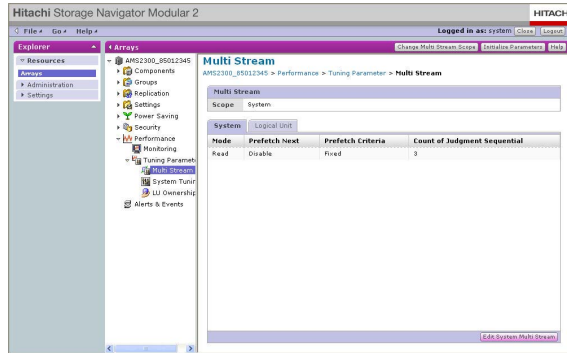 Hitachi Storage Navigator Modular 2
HITACH
File Go Help
Logged in as: system Close Logout
Explorer
Resources
Arrays
Administration
Settings
Arrays
AMS2300_85012345
Components
Groups
Replication
Settings
Power Saving
Security
Performance
Monitoring
Tuning Paramet
Multi Stream
System Tunin
LU Ownership
Alerts & Events
Change Multi Stream Scope Initialize Parameters Help
Multi Stream
AMS2300_85012345 > Performance > Tuning Parameter > Multi Stream
Multi Stream
Scope System
System Logical Unit
Mode Prefetch Next Prefetch Criteria Count of Judgment Sequential
Read Disable Fixed 3
Edit System Multi Stream